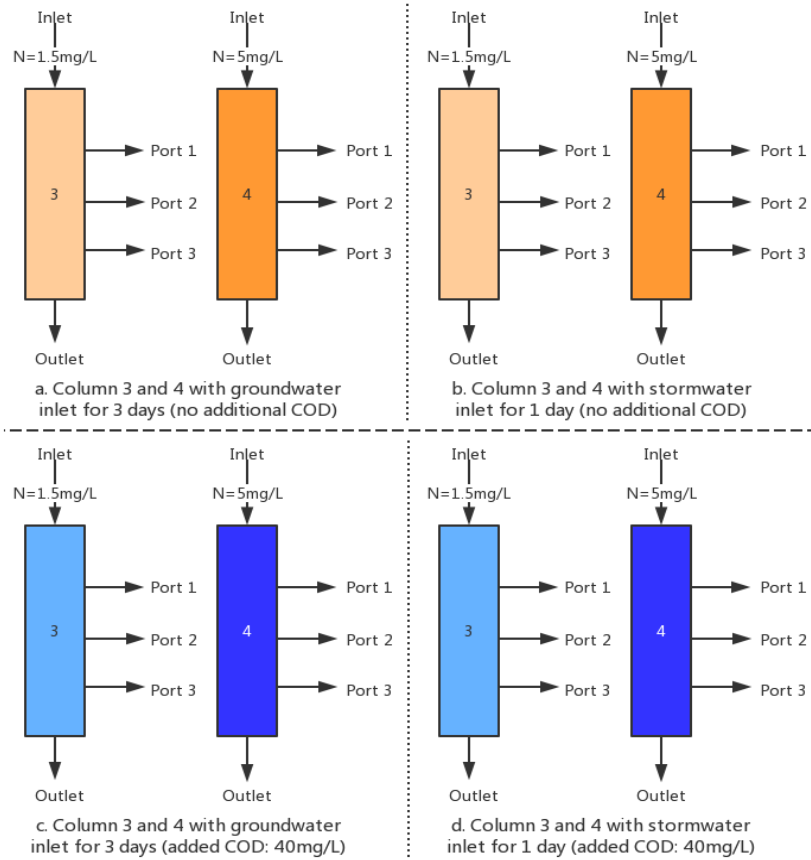 Inlet
N=1.5mg/L
3
Port 1
Port 2
Port 3
Outlet
Inlet
N=5mg/L
4
Port 1
Port 2
Port 3
Outlet
a. Column 3 and 4 with groundwater
inlet for 3 days (no additional COD)
Inlet
N=1.5mg/L
3
Port 1
Port 2
Port 3
Outlet
Inlet
N=5mg/L
4
Port 1
Port 2
Port 3
Outlet
b. Column 3 and 4 with stormwater
inlet for 1 day (no additional COD)
Inlet
N=1.5mg/L
3
Port 1
Port 2
Port 3
Outlet
Inlet
N=5mg/L
4
Port 1
Port 2
Port 3
Outlet
c. Column 3 and 4 with groundwater
inlet for 3 days (added COD: 40mg/L)
Inlet
N=1.5mg/L
3
Port 1
Port 2
Port 3
Outlet
Inlet
N=5mg/L
4
Port 1
Port 2
Port 3
Outlet
d. Column 3 and 4 with stormwater
inlet for 1 day (added COD: 40mg/L)